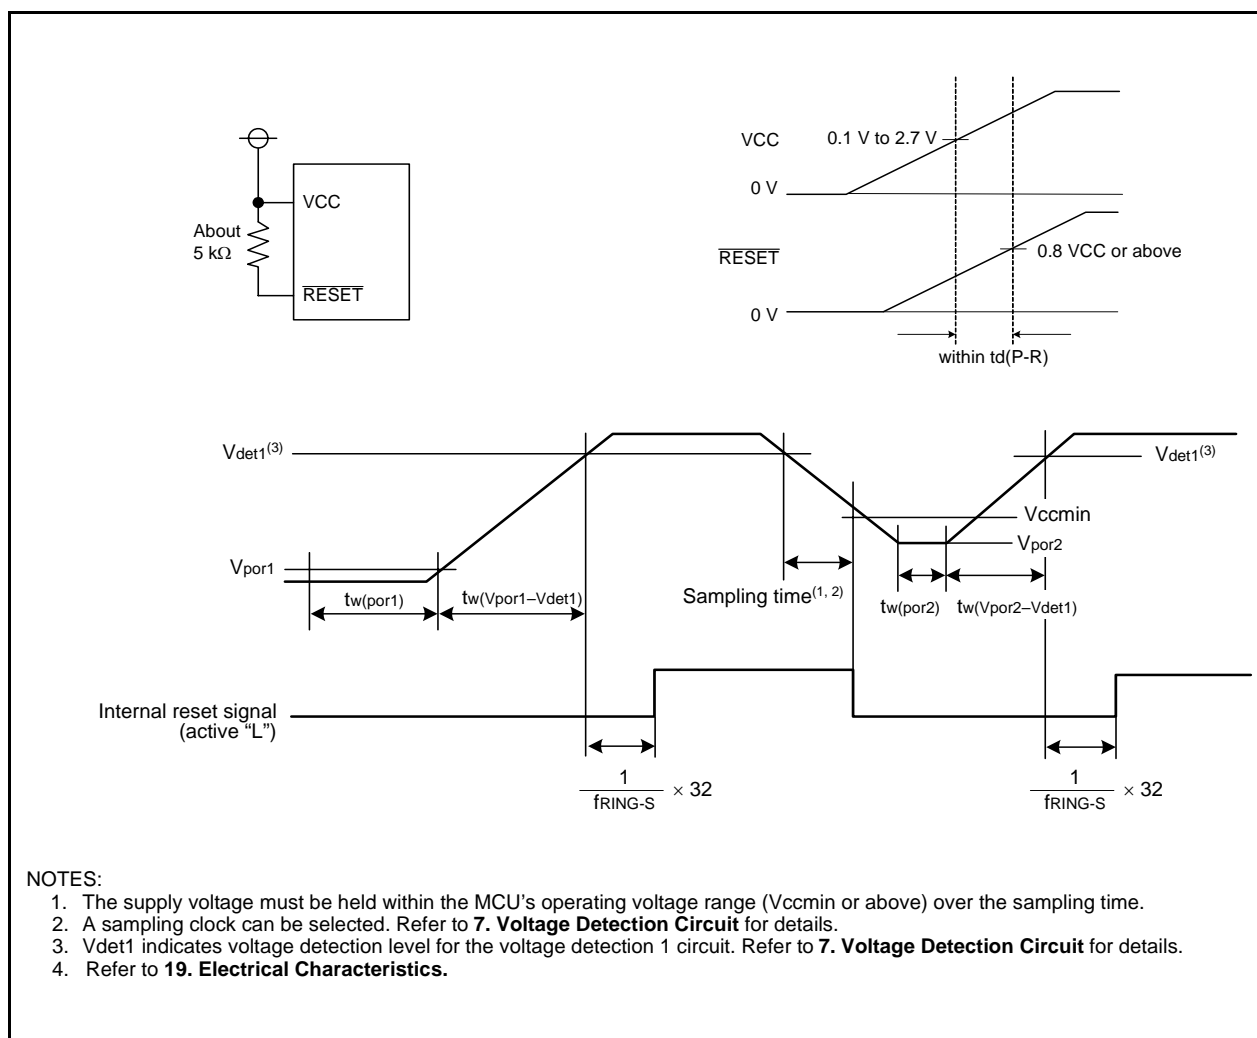 VCC
About
5 kΩ
RESET
VCC
0.1 V to 2.7 V
0 V
RESET
0.8 VCC or above
0 V
within td(P-R)
Vdet1(3)
Vdet1(3)
Vccmin
Vpor2
Vpor1
tw(por1)
tw(Vpor1–Vdet1)
Sampling time(1, 2)
tw(por2)
tw(Vpor2–Vdet1)
Internal reset signal
(active “L”)
1
fRING-S
× 32
1
fRING-S
× 32
NOTES:
1. The supply voltage must be held within the MCU’s operating voltage range (Vccmin or above) over the sampling time.
2. A sampling clock can be selected. Refer to 7. Voltage Detection Circuit for details.
3. Vdet1 indicates voltage detection level for the voltage detection 1 circuit. Refer to 7. Voltage Detection Circuit for details.
4. Refer to 19. Electrical Characteristics.